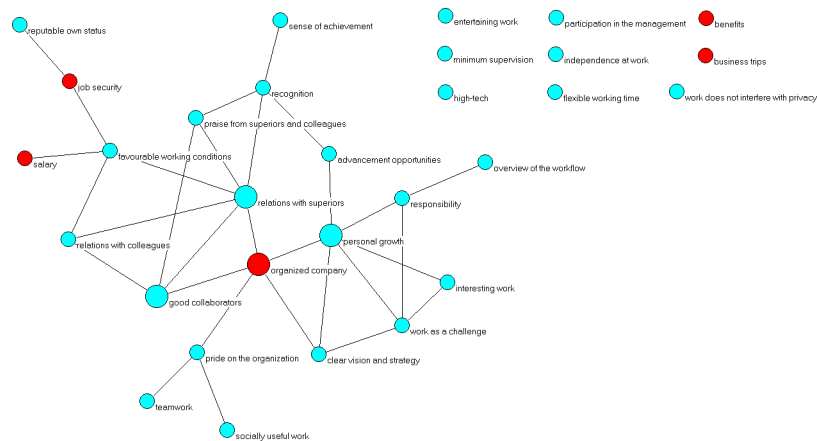 sense of achievement
entertaining work
participation in the management
benefits
reputable own status
minimum supervision
independence at work
business trips
job security
recognition
high-tech
flexible working time
work does not interfere with privacy
praise from superiors and colleagues
favourable working conditions
advancement opportunities
salary
overview of the workflow
relations with superiors
responsibility
relations with colleagues
personal growth
organized company
interesting work
good collaborators
work as a challenge
pride on the organization
clear vision and strategy
teamwork
socially useful work